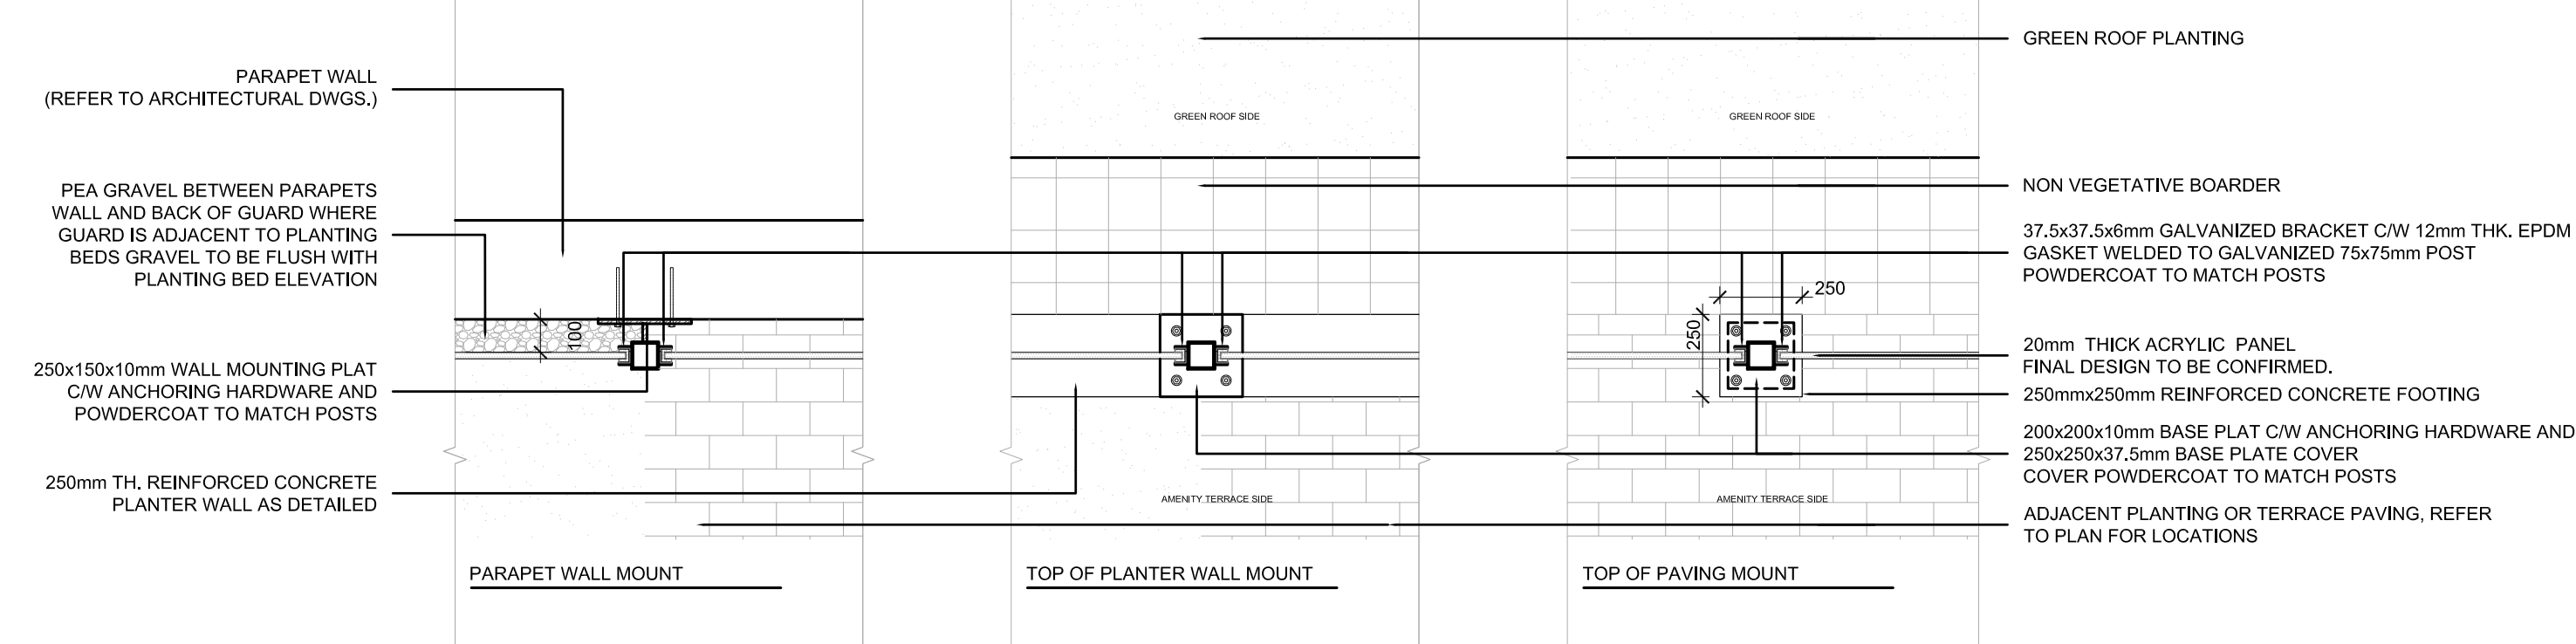 PARAPET WALL
(REFER TO ARCHITECTURAL DWGS.)
PEA GRAVEL BETWEEN PARAPETS
WALL AND BACK OF GUARD WHERE
GUARD IS ADJACENT TO PLANTING
BEDS GRAVEL TO BE FLUSH WITH
PLANTING BED ELEVATION
250x150x10mm WALL MOUNTING PLAT
C/W ANCHORING HARDWARE AND
POWDERCOAT TO MATCH POSTS
250mm TH. REINFORCED CONCRETE
PLANTER WALL AS DETAILED
100
PARAPET WALL MOUNT
GREEN ROOF SIDE
AMENITY TERRACE SIDE
TOP OF PLANTER WALL MOUNT
GREEN ROOF SIDE
250
250
AMENITY TERRACE SIDE
TOP OF PAVING MOUNT
GREEN ROOF PLANTING
NON VEGETATIVE BOARDER
37.5x37.5x6mm GALVANIZED BRACKET C/W 12mm THK. EPDM
GASKET WELDED TO GALVANIZED 75x75mm POST
POWDERCOAT TO MATCH POSTS
20mm THICK ACRYLIC PANEL
FINAL DESIGN TO BE CONFIRMED.
250mmx250mm REINFORCED CONCRETE FOOTING
200x200x10mm BASE PLAT C/W ANCHORING HARDWARE AND
250x250x37.5mm BASE PLATE COVER
COVER POWDERCOAT TO MATCH POSTS
ADJACENT PLANTING OR TERRACE PAVING, REFER
TO PLAN FOR LOCATIONS